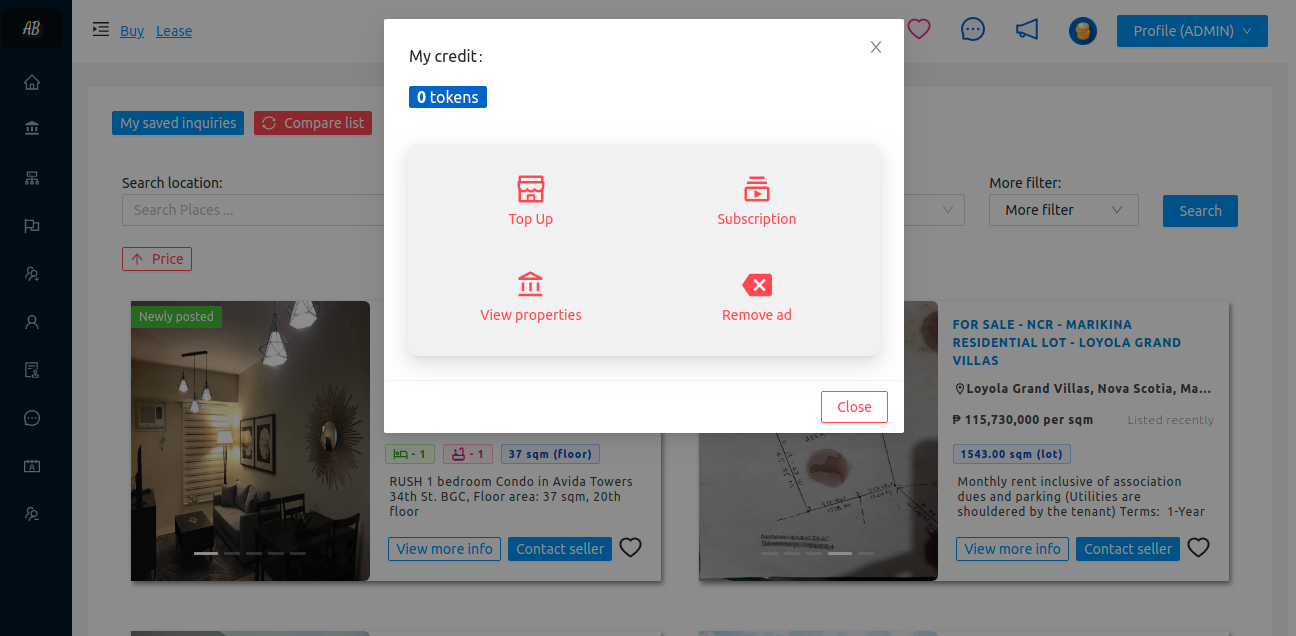 AB
Buy Lease
Profile (ADMIN)
My credit:
0 tokens
My saved inquiries
Compare list
Top Up
Subscription
View properties
Remove ad
Close
Search location:
Search Places ...
More filter:
More filter
Search
Price
Newly posted
- 1
- 1
37 sqm (floor)
RUSH 1 bedroom Condo in Avida Towers
34th St. BGC, Floor area: 37 sqm, 20th
floor
View more info
Contact seller
FOR SALE - NCR - MARIKINA
RESIDENTIAL LOT - LOYOLA GRAND
VILLAS
Loyola Grand Villas, Nova Scotia, Ma...
₱ 115,730,000 per sqm
Listed recently
1543.00 sqm (lot)
Monthly rent inclusive of association
dues and parking (Utilities are
shouldered by the tenant) Terms: 1-Year
View more info
Contact seller